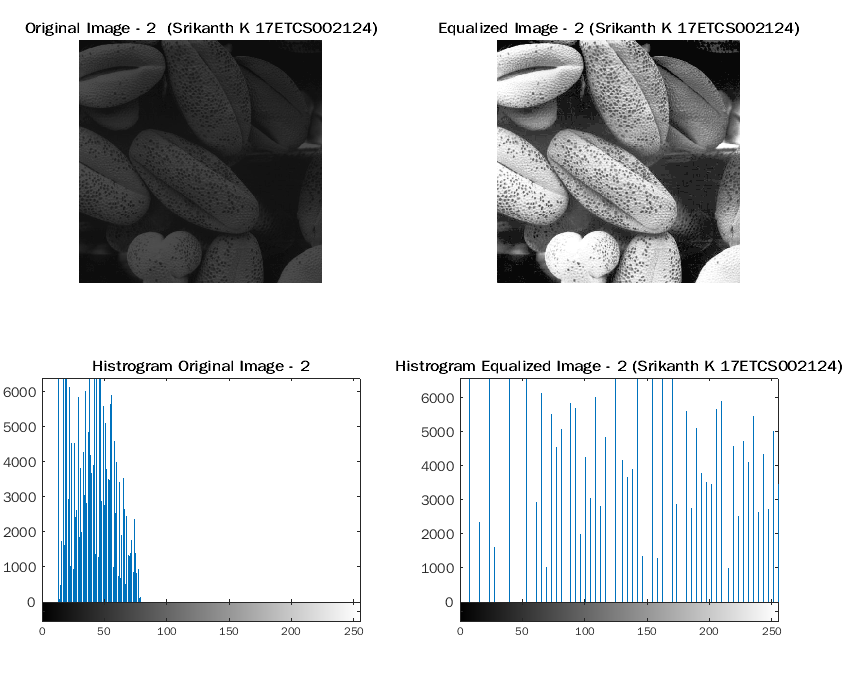 Original Image - 2  (Srikanth K 17ETCS002124)
Equalized Image - 2 (Srikanth K 17ETCS002124)
Histrogram Original Image - 2
6000
5000
4000
3000
2000
1000
0
0 50 100 150 200 250
Histrogram Equalized Image - 2 (Srikanth K 17ETCS002124)
6000
5000
4000
3000
2000
1000
0
0 50 100 150 200 250